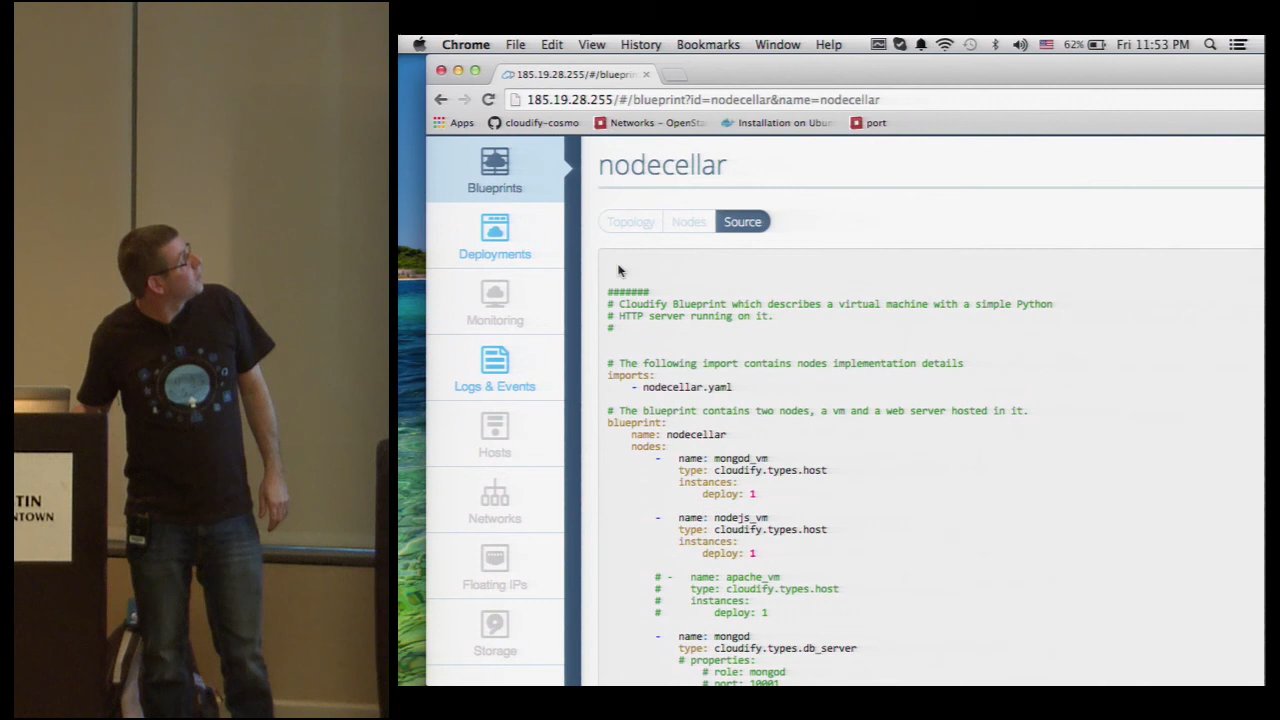 TIN
NTOWN
Chrome File Edit View History Bookmarks Window Help 62% Fri 11:53 PM
185.19.28.255/#/blueprin
185.19.28.255/#/blueprint?id=nodecellar&name=nodecellar
Apps cloudify-cosmo Networks - OpenSta Installation on Ubu port
Blueprints
Deployments
Monitoring
Logs & Events
Hosts
Networks
Floating IPs
Storage
nodecellar
Topology Nodes Source
#######
# Cloudify Blueprint which describes a virtual machine with a simple Python
# HTTP server running on it.
#
# The following import contains nodes implementation details
imports:
- nodecellar.yaml
# The blueprint contains two nodes, a vm and a web server hosted in it.
blueprint:
name: nodecellar
nodes:
- name: mongod_vm
type: cloudify.types.host
instances:
deploy: 1
- name: nodejs_vm
type: cloudify.types.host
instances:
deploy: 1
# - name: apache_vm
# type: cloudify.types.host
# instances:
# deploy: 1
- name: mongod
type: cloudify.types.db_server
# properties:
# role: mongod
# port: 10001